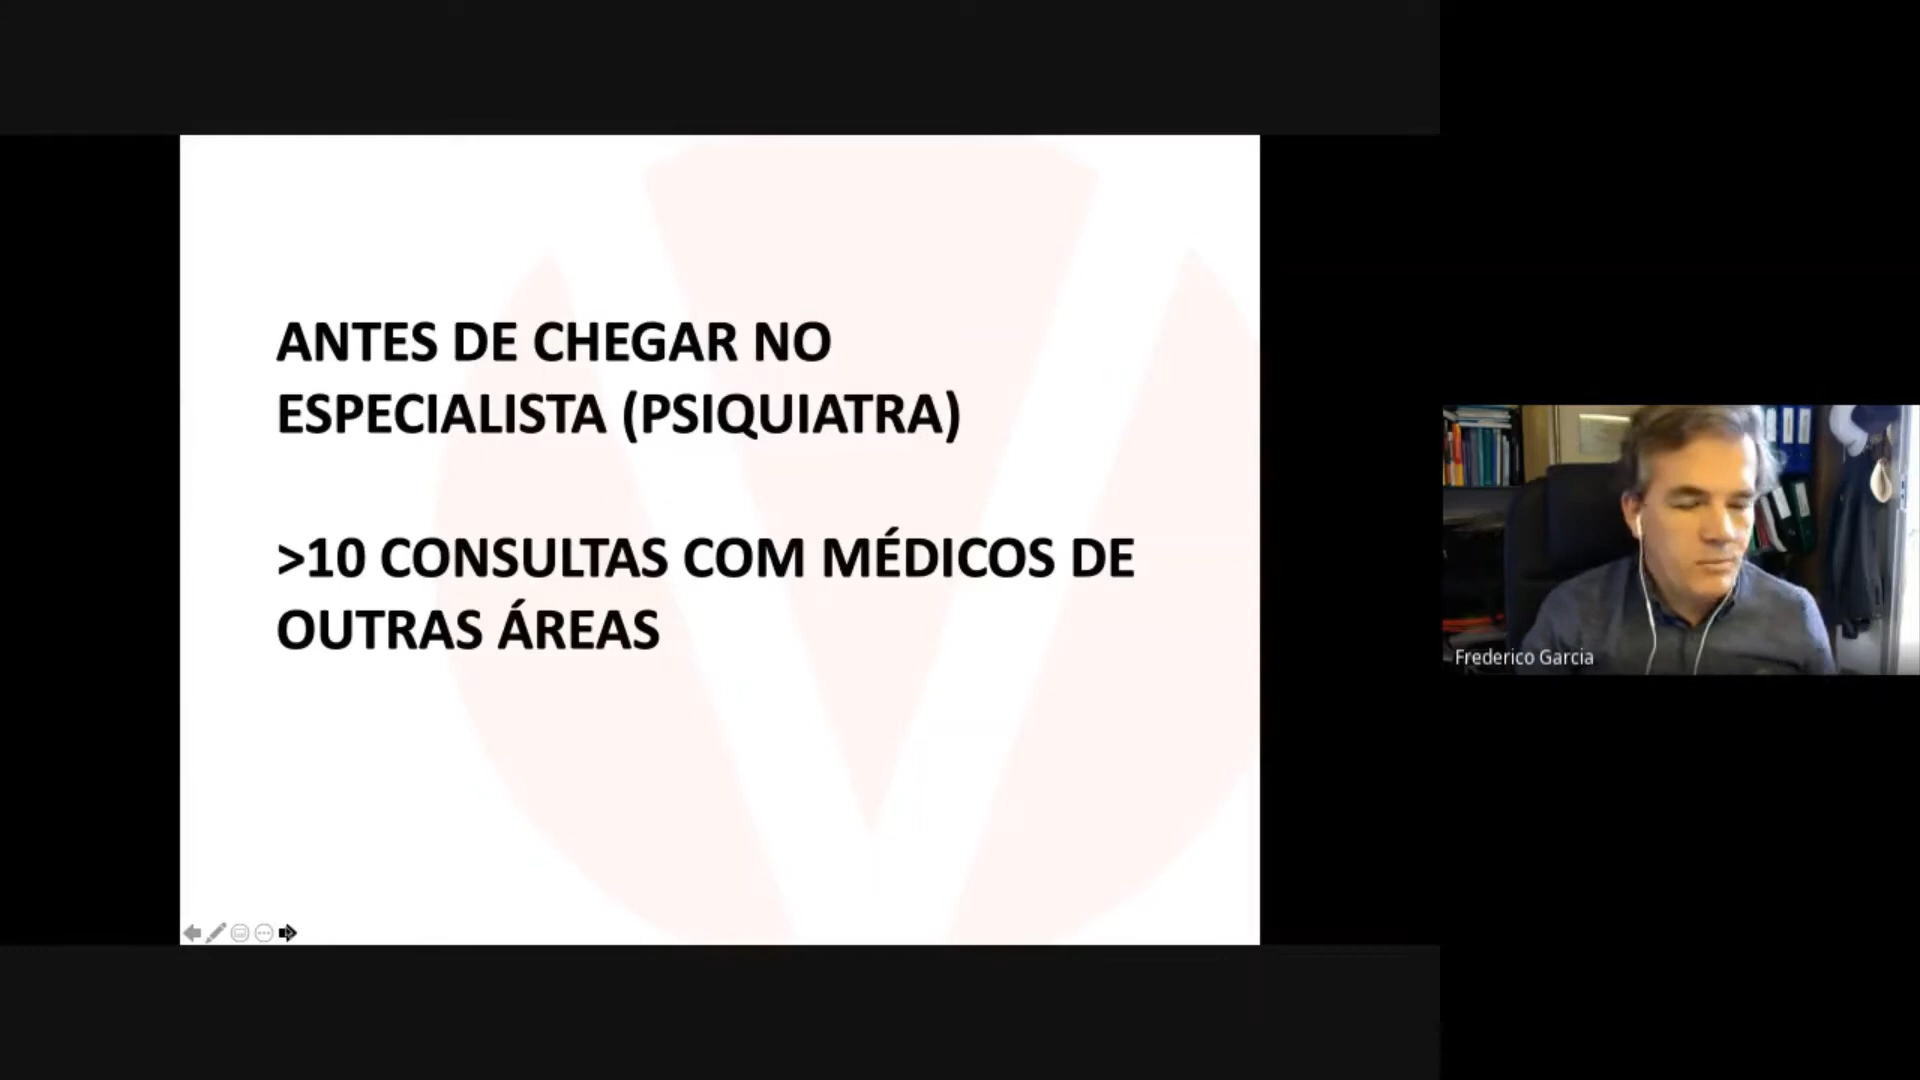 ANTES DE CHEGAR NO
ESPECIALISTA (PSIQUIATRA)
>10 CONSULTAS COM MÉDICOS DE
OUTRAS ÁREAS
Frederico Garcia